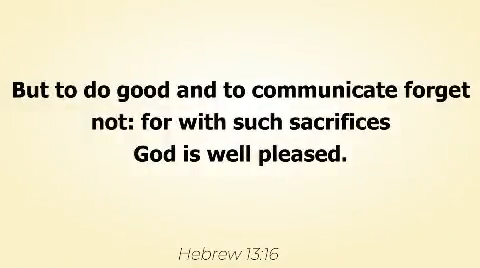 But to do good and to communicate forget
not: for with such sacrifices
God is well pleased.
Hebrew 13:16